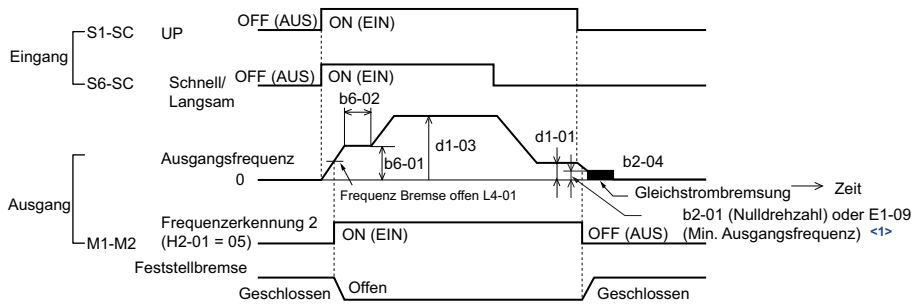 OFF (AUS) ON (EIN)
Eingang
S1-SC UP
S6-SC Schnell/
Langsam
OFF (AUS) ON (EIN)
b6-02
d1-03
d1-01
b6-01
b2-04
Ausgangsfrequenz
0
Frequenz Bremse offen L4-01
Gleichstrombremsung
Zeit
b2-01 (Nulldrehzahl) oder E1-09
(Min. Ausgangsfrequenz) <1>
Ausgang
M1-M2
Frequenzerkennung 2
(H2-01 = 05)
ON (EIN)
OFF (AUS)
Feststellbremse
Geschlossen Offen Geschlossen